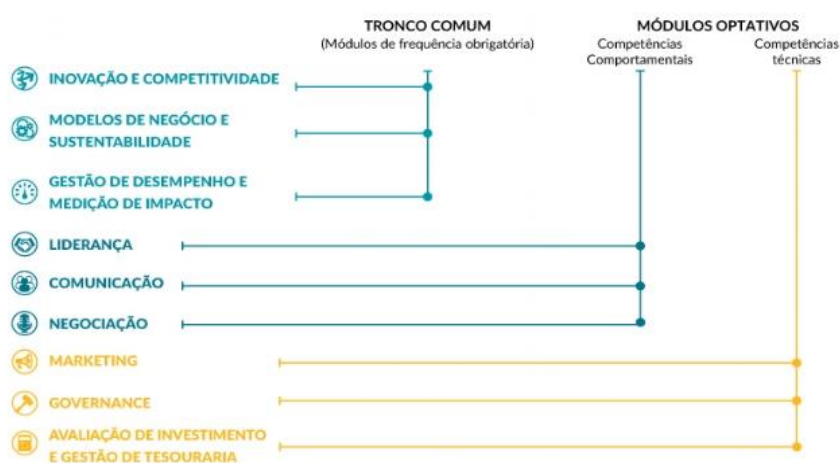 TRONCO COMUM
(Módulos de frequência obrigatória)
MÓDULOS OPTATIVOS
Competências
Comportamentais
Competências
técnicas
INOVAÇÃO E COMPETITIVIDADE
MODELOS DE NEGÓCIO E
SUSTENTABILIDADE
GESTÃO DE DESEMPENHO E
MEDIÇÃO DE IMPACTO
LIDERANÇA
COMUNICAÇÃO
NEGOCIAÇÃO
MARKETING
GOVERNANCE
AVALIAÇÃO DE INVESTIMENTO
E GESTÃO DE TESOURARIA